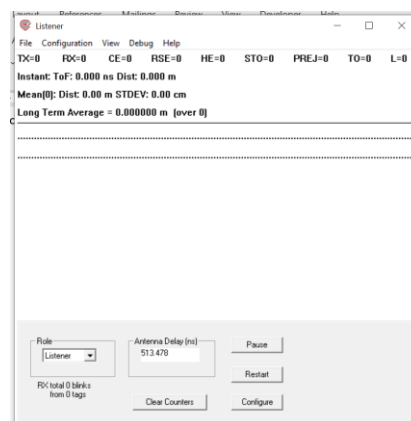 Layout References Mailings Review View Developer Help
Listener
File Configuration View Debug Help
TX=0 RX=0 CE=0 RSE=0 HE=0 STO=0 PREJ=0 TO=0 L=0
Instant: ToF: 0.000 ns Dist: 0.000 m
Mean(0): Dist: 0.00 m STDEV: 0.00 cm
Long Term Average = 0.000000 m (over 0)
Role
Listener
Antenna Delay (ns)
513.478
Pause
Restart
RX total 0 blinks
from 0 tags
Clear Counters
Configure